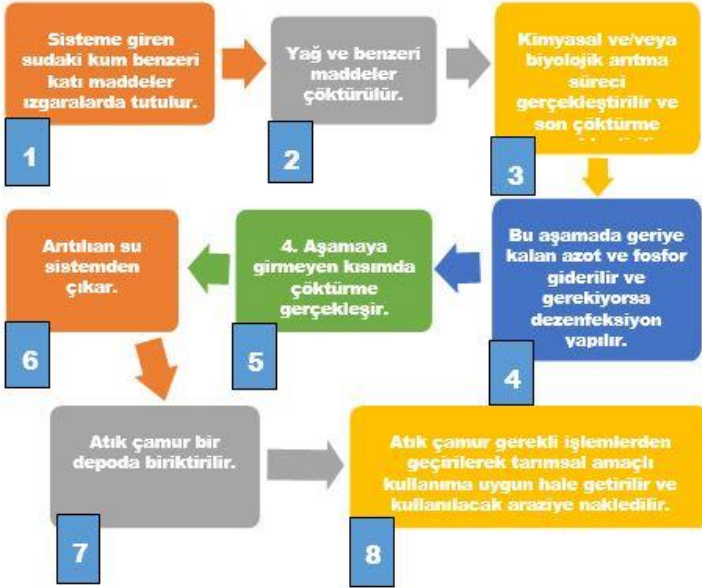 Sisteme giren
sudaki kum benzeri
katı maddeler
ızgaralarda tutulur.
1
Yağ ve benzeri
maddeler
çöktürülür.
2
Kimyasal ve/veya
biyolojik arıtma
süreci
gerçekleştirilir ve
son çöktürme
3
Bu aşamada geriye
kalan azot ve fosfor
giderilir ve
gerekiyorsa
dezenfeksiyon
yapılır.
4
4. Aşamaya
girmeyen kısımda
çöktürme
gerçekleşir.
5
Arıtılıan su
sistemden
çıkar.
6
Atık çamur bir
depoda biriktirilir.
7
Atık çamur gerekli işlemlerden
geçirilerek tarımsal amaçlı
kullanıma uygun hale getirilir ve
kullanılacak araziye nakledilir.
8